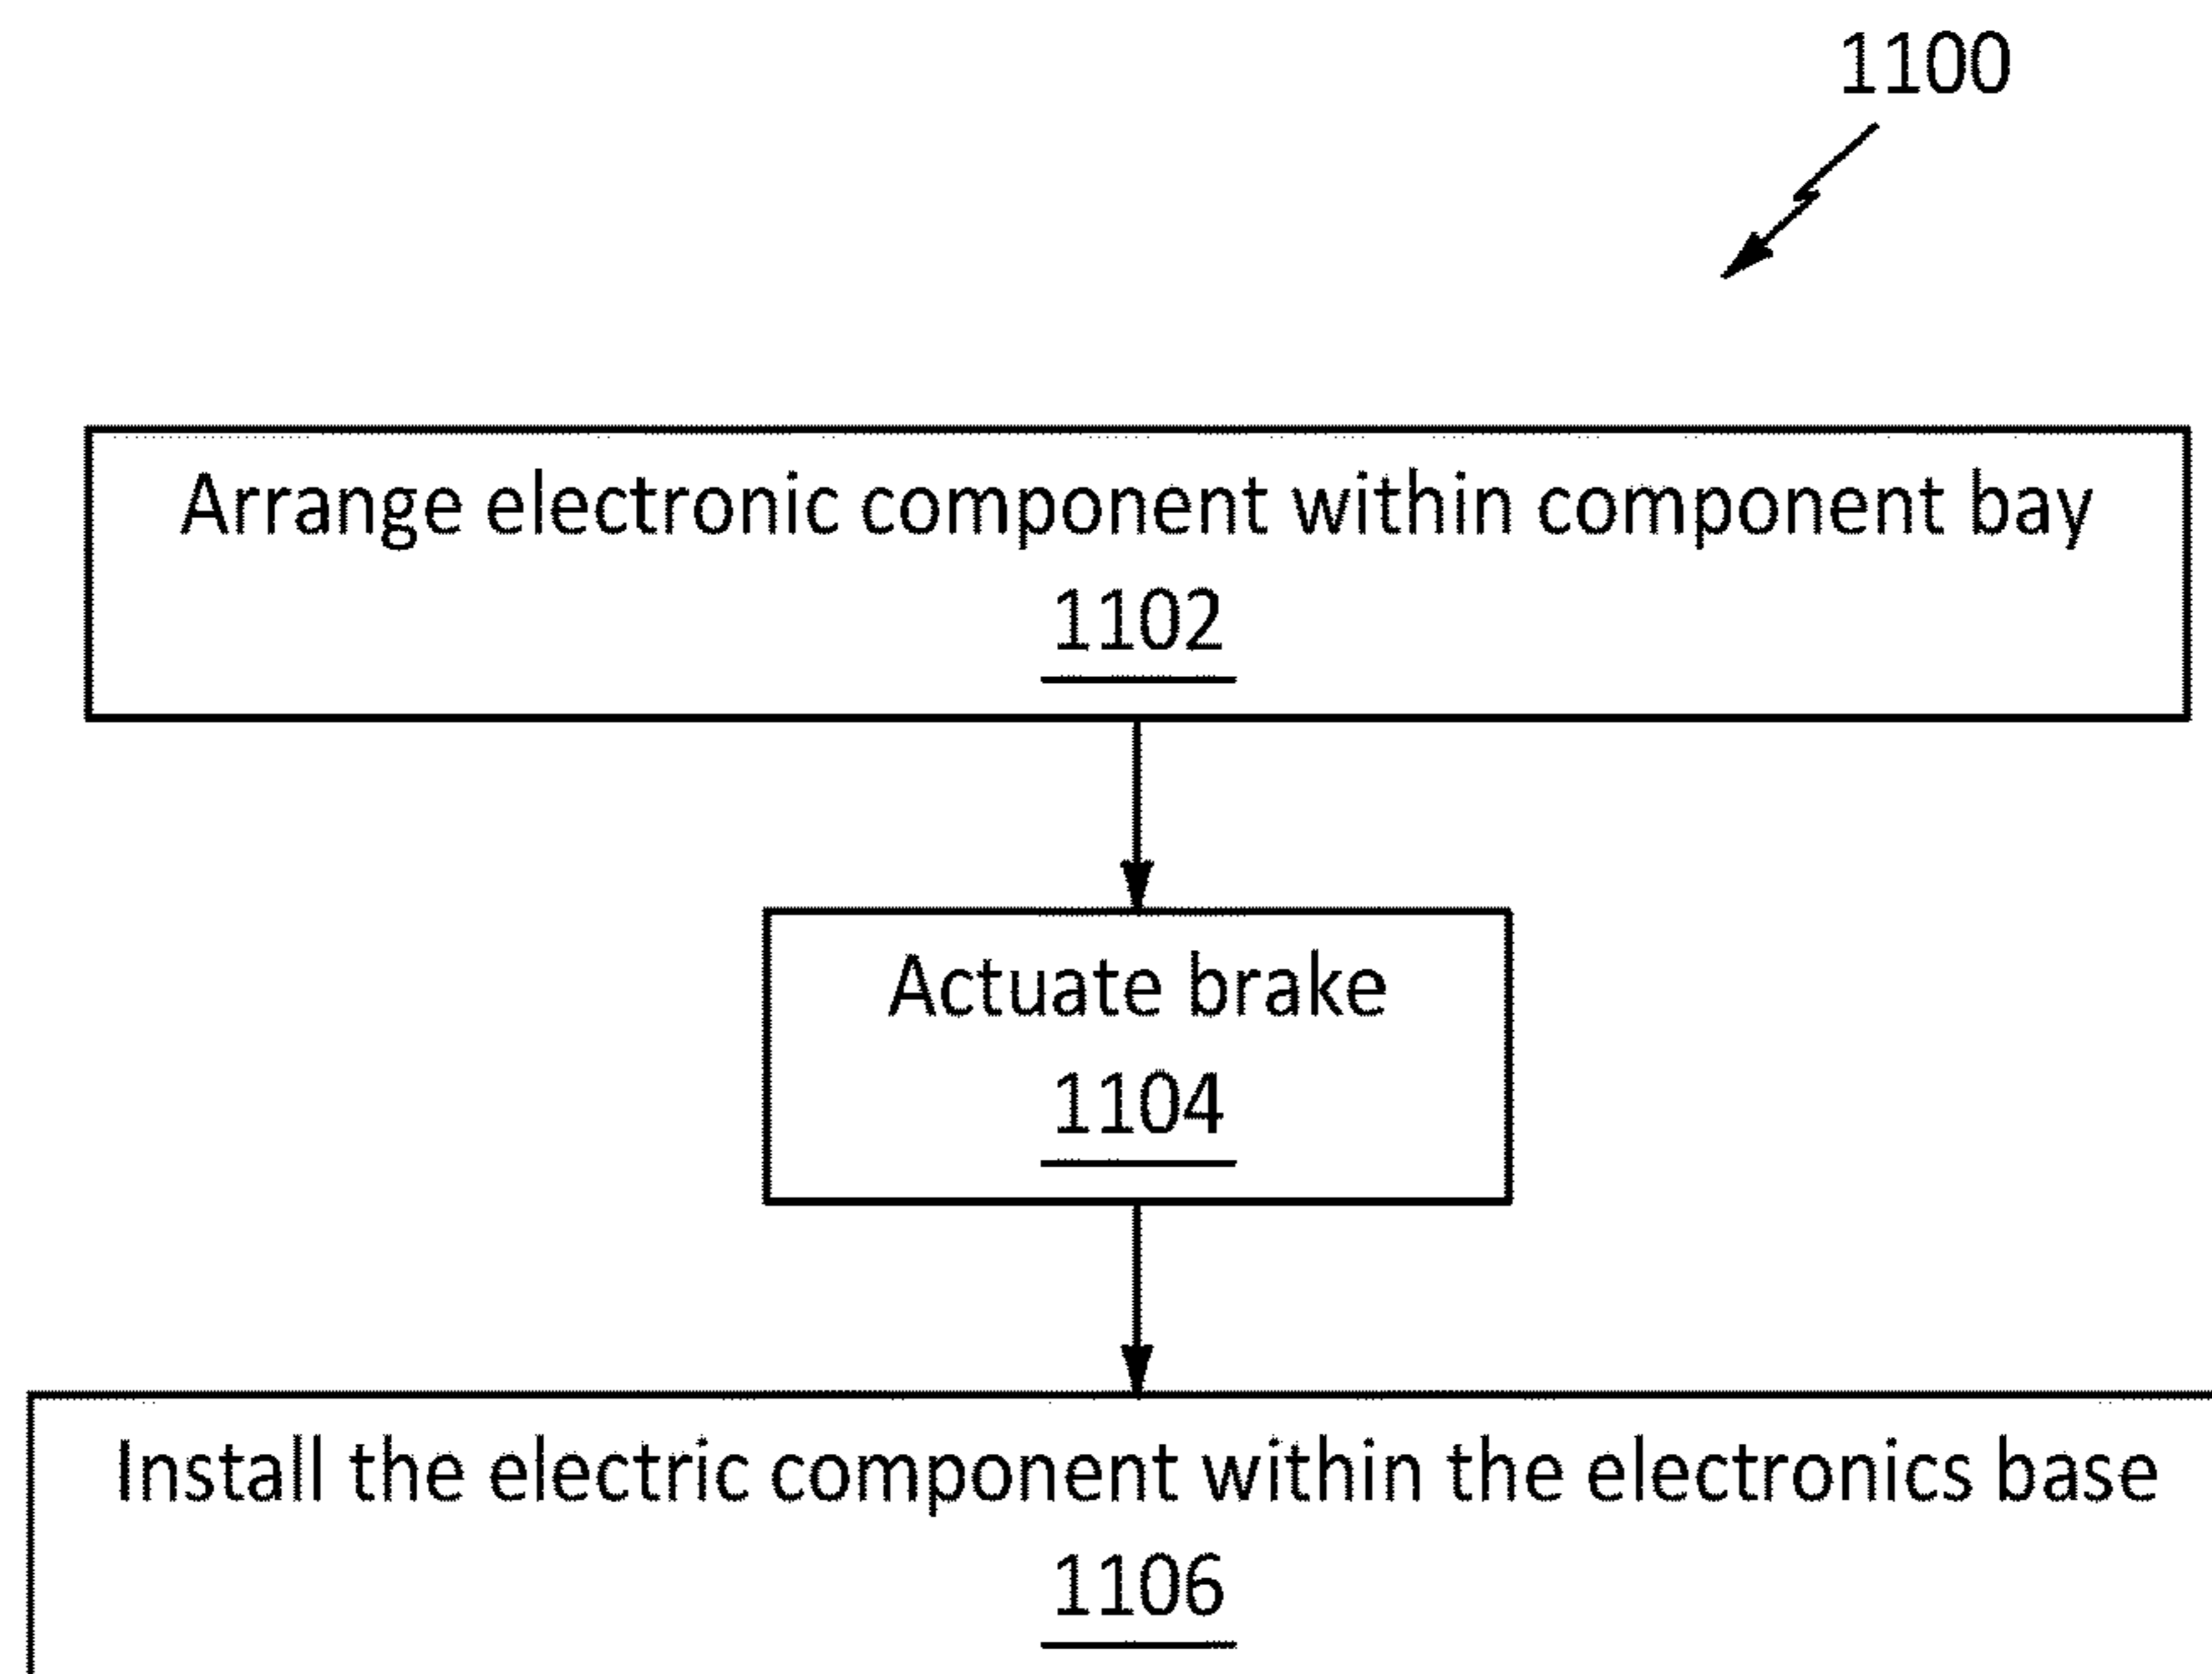 1100
Arrange electronic component within component bay
1102
Actuate brake
1104
Install the electric component within the electronics base
1106